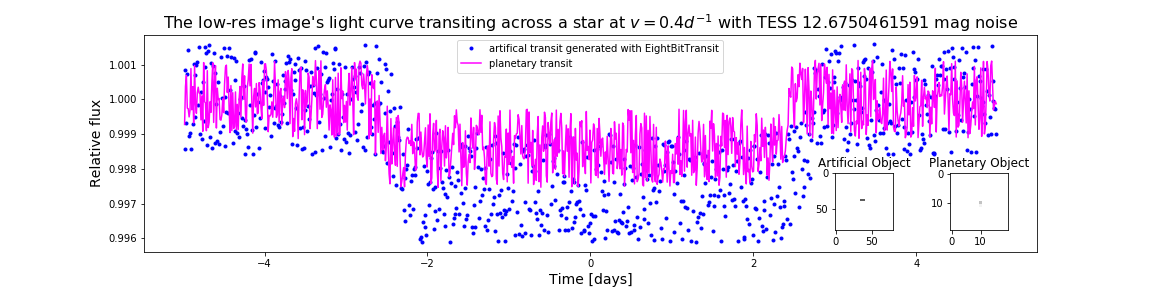 The low-res image's light curve transiting across a star at v = 0.4d⁻¹ with TESS 12.6750461591 mag noise
artifical transit generated with EightBitTransit
planetary transit
Relative flux
1.001
1.000
0.999
0.998
0.997
0.996
Artificial Object
0
50
0
50
Planetary Object
0
10
0
10
−4
−2
0
2
4
Time [days]